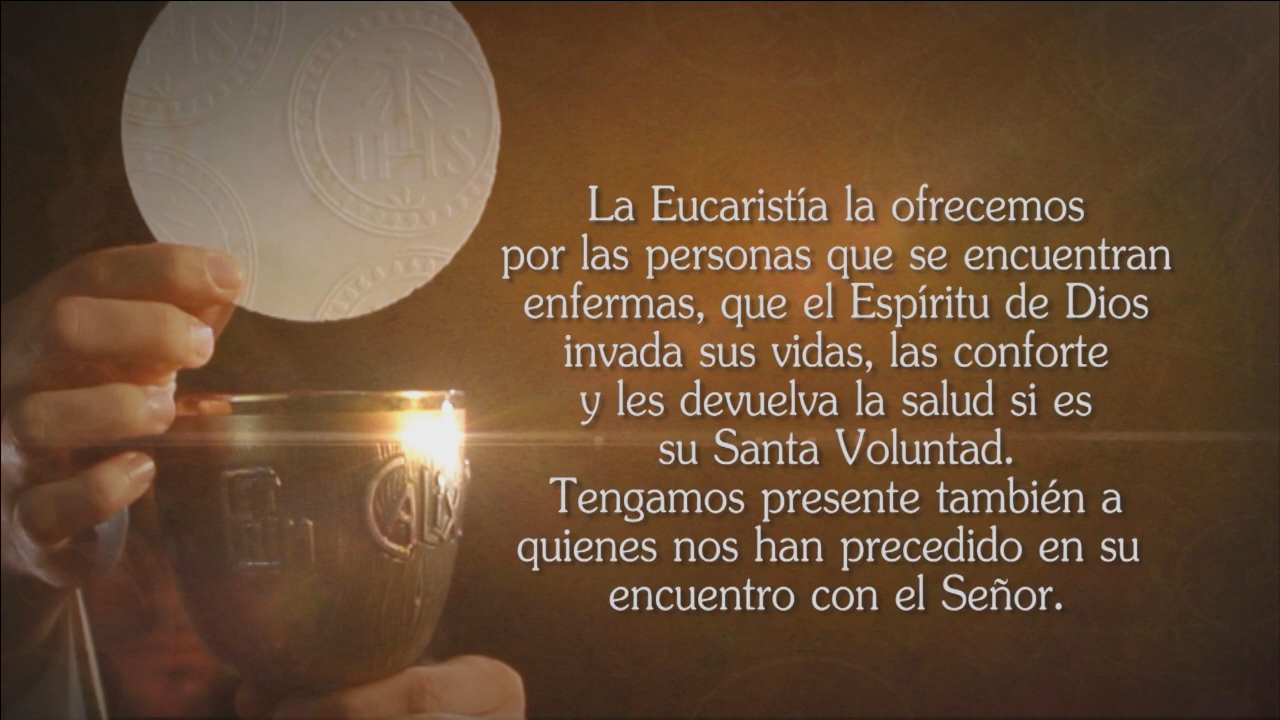 IHS
La Eucaristía la ofrecemos
por las personas que se encuentran
enfermas, que el Espíritu de Dios
invada sus vidas, las conforte
y les devuelva la salud si es
su Santa Voluntad.
Tengamos presente también a
quienes nos han precedido en su
encuentro con el Señor.